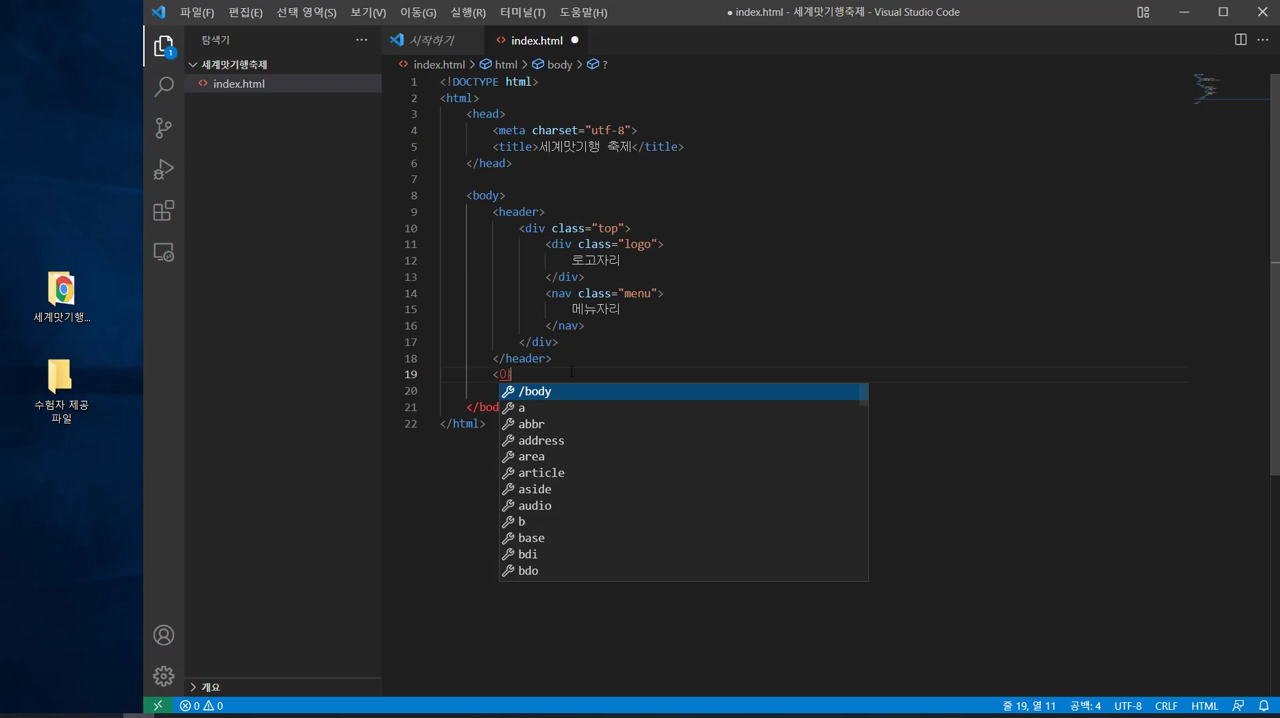 파일(F) 편집(E) 선택 영역(S) 보기(V) 이동(G) 실행(R) 터미널(T) 도움말(H)
● index.html - 세계맛기행축제 - Visual Studio Code
탐색기
시작하기
index.html
세계맛기행축제
index.html
index.html > html > body > ?
1 <!DOCTYPE html>
2 <html>
3 <head>
4 <meta charset="utf-8">
5 <title>세계맛기행 축제</title>
6 </head>
7
8 <body>
9 <header>
10 <div class="top">
11 <div class="logo">
12 로고자리
13 </div>
14 <nav class="menu">
15 메뉴자리
16 </nav>
17 </div>
18 </header>
19 <야
20
21 </bod
22 </html>
/body
a
abbr
address
area
article
aside
audio
b
base
bdi
bdo
세계맛기행...
수험자 제공
파일
1
개요
0 0
줄 19, 열 11 공백: 4 UTF-8 CRLF HTML